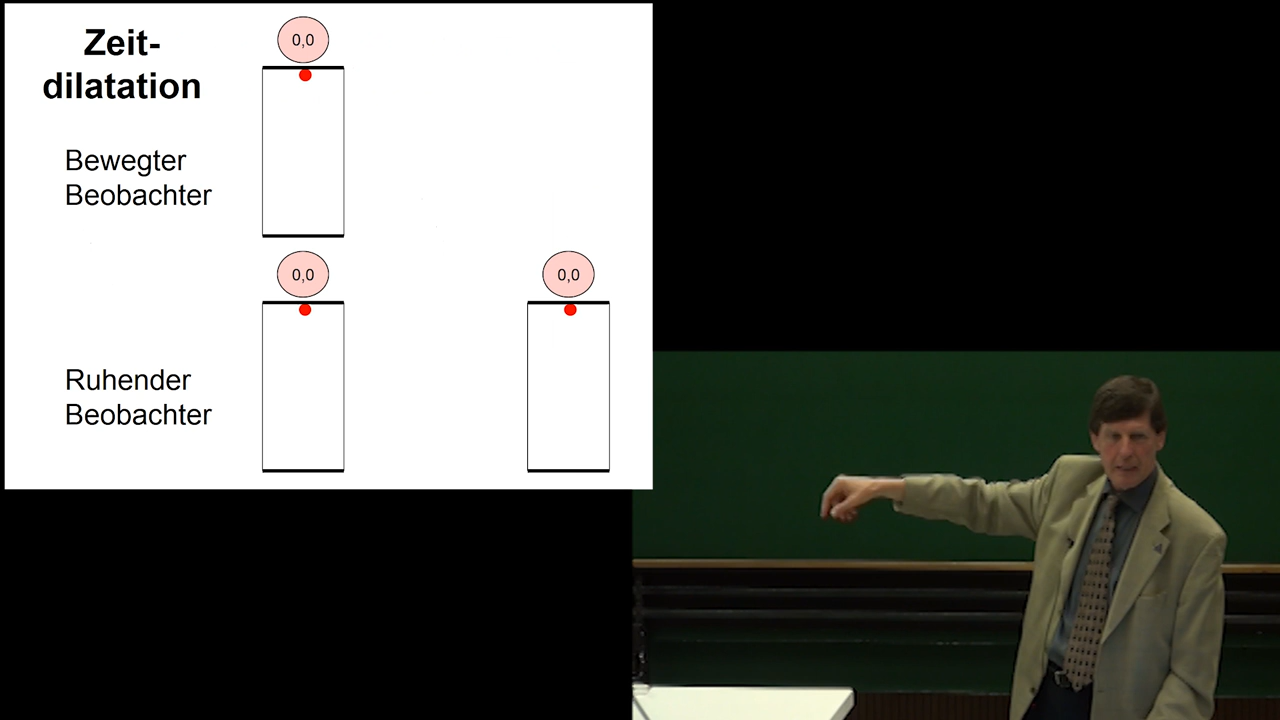 Zeit-
dilatation
0,0
Bewegter
Beobachter
0,0
0,0
Ruhender
Beobachter